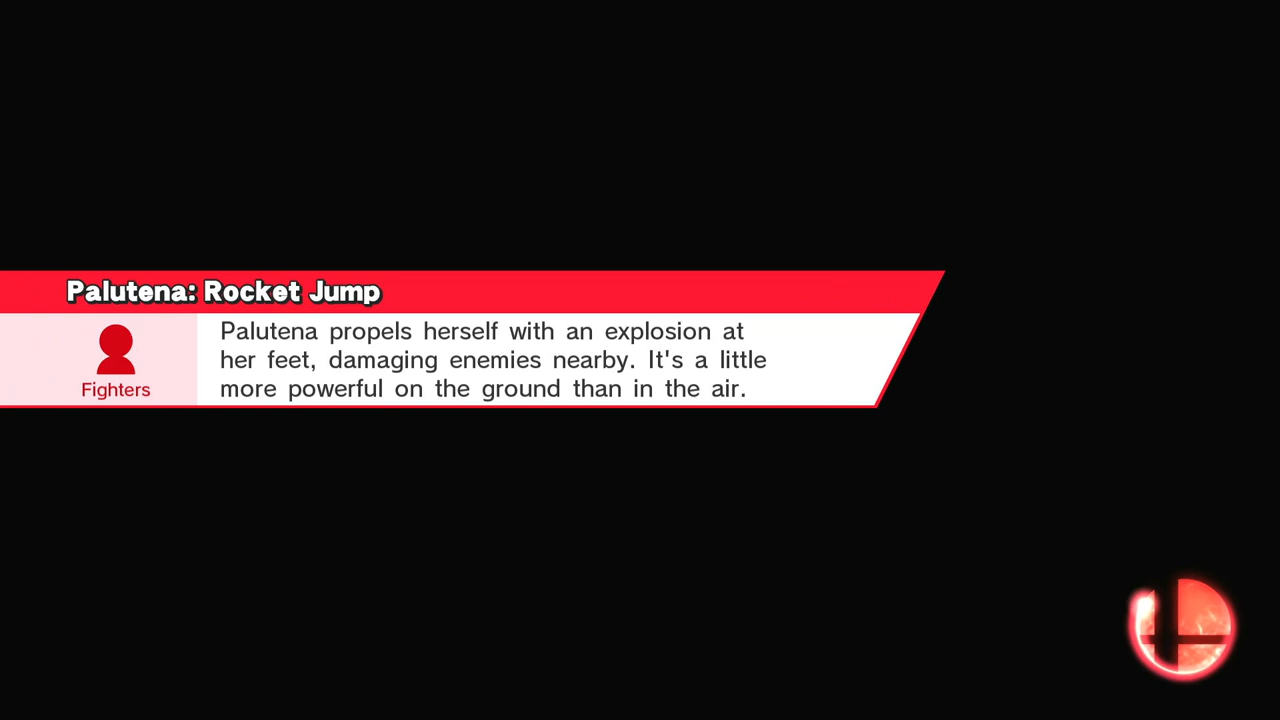 Palutena: Rocket Jump
Palutena propels herself with an explosion at
her feet, damaging enemies nearby. It's a little
more powerful on the ground than in the air.
Fighters